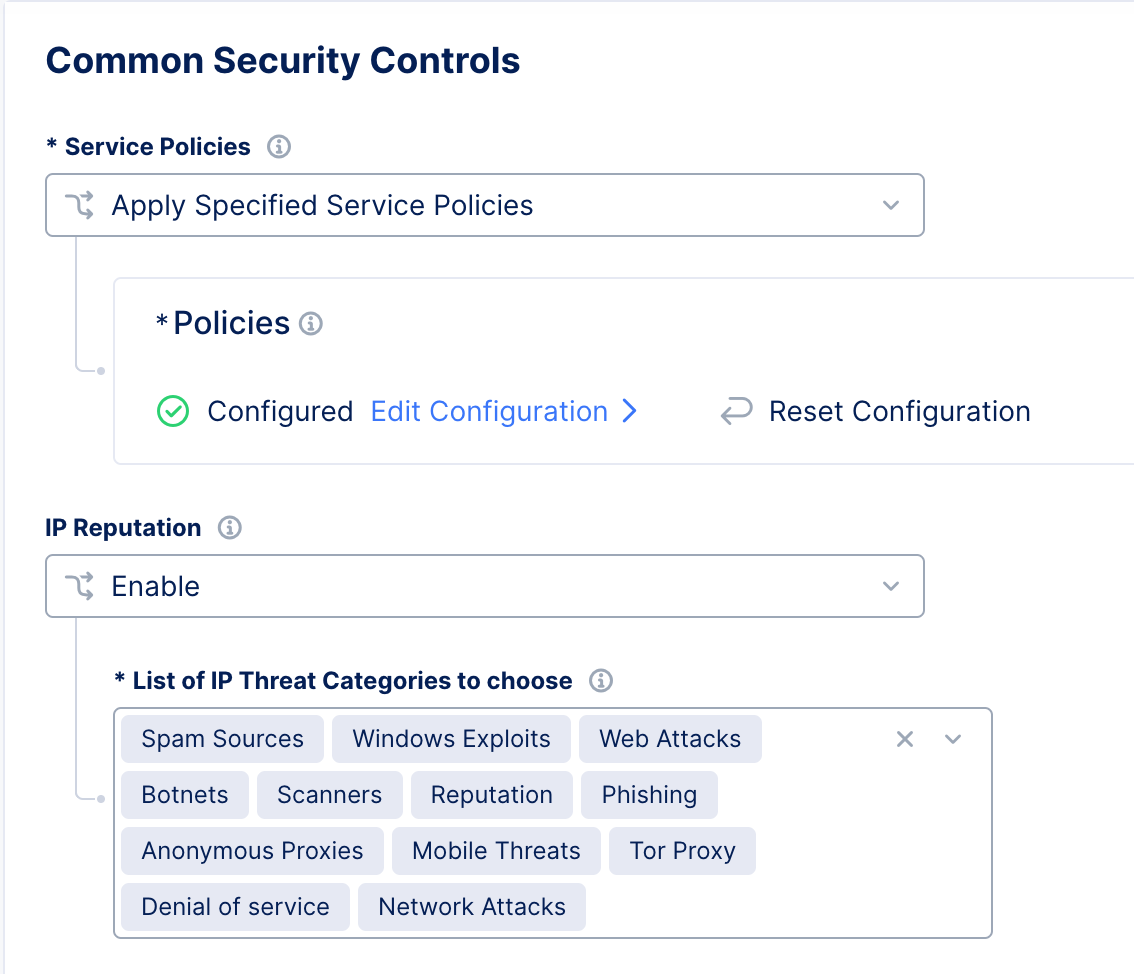 Common Security Controls
* Service Policies
Apply Specified Service Policies
* Policies
Configured Edit Configuration Reset Configuration
IP Reputation
Enable
* List of IP Threat Categories to choose
Spam Sources Windows Exploits Web Attacks
Botnets Scanners Reputation Phishing
Anonymous Proxies Mobile Threats Tor Proxy
Denial of service Network Attacks